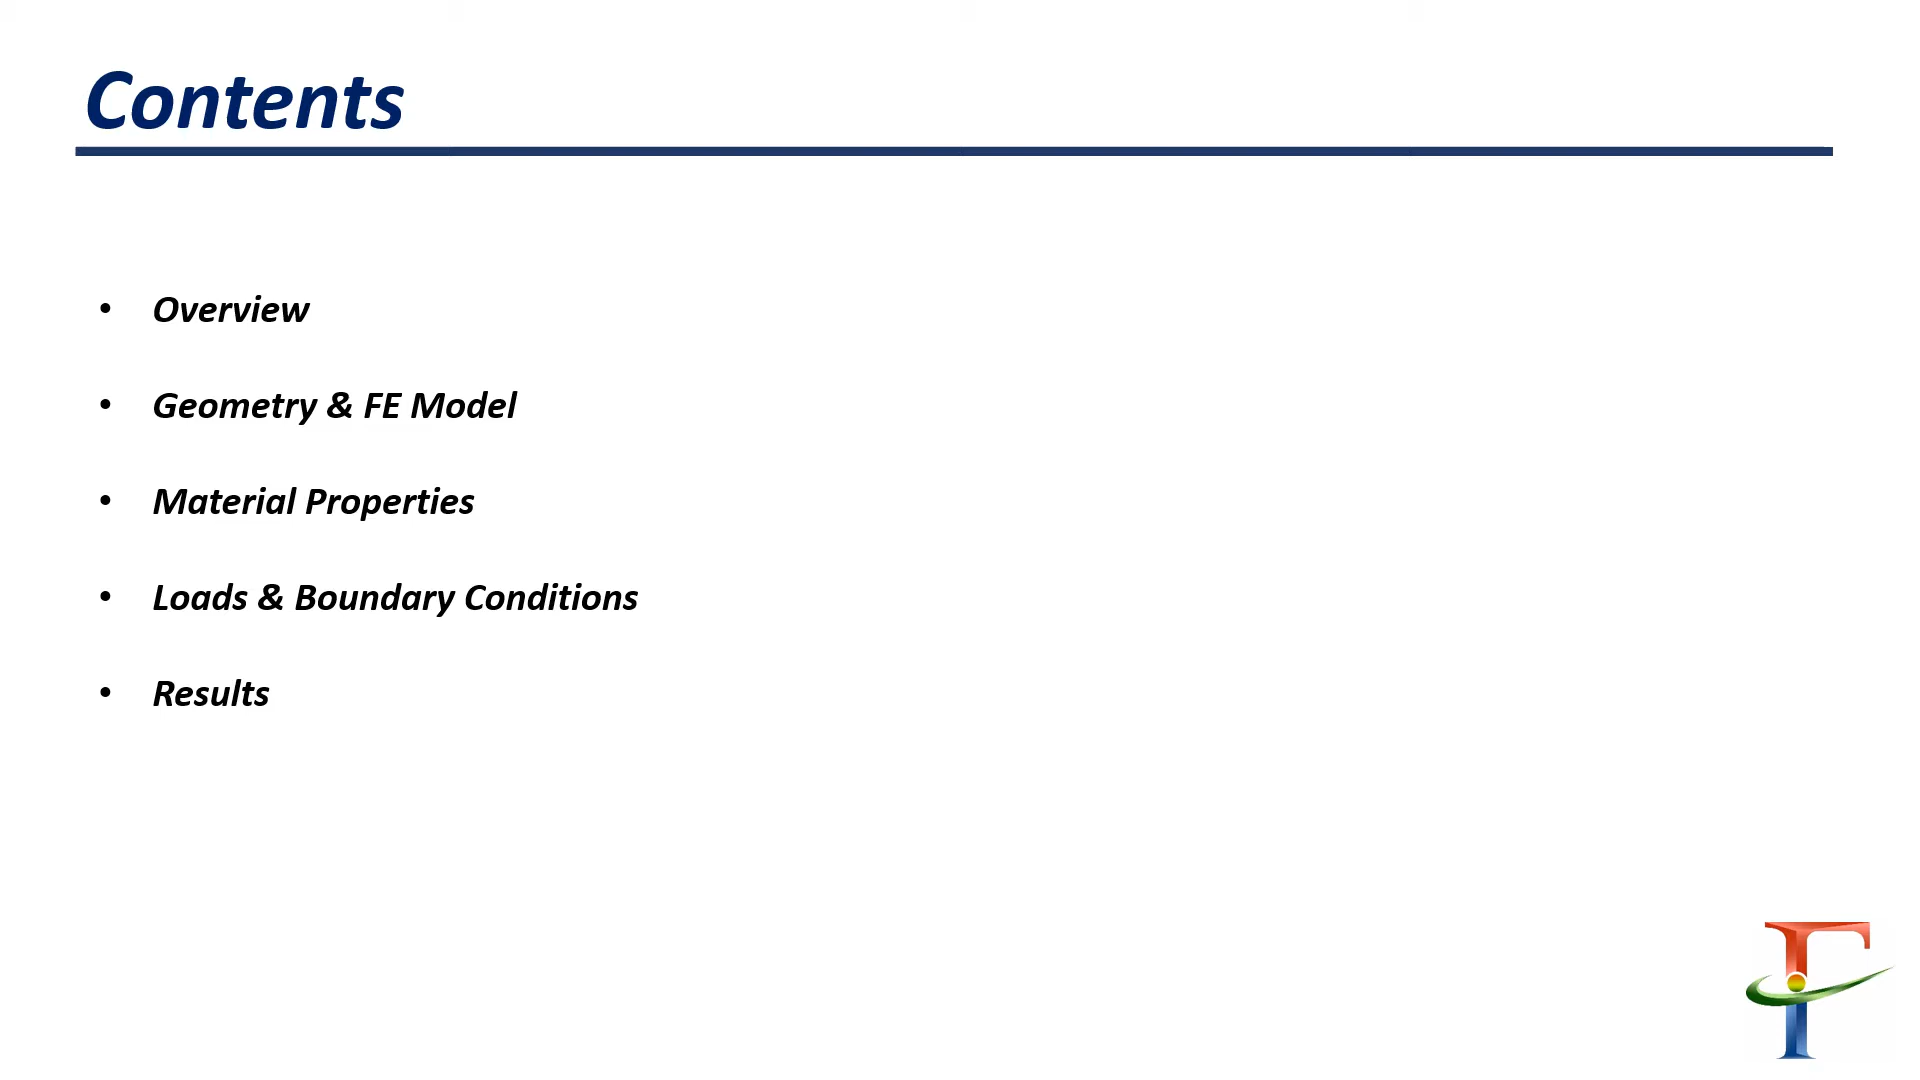 Contents
• Overview
• Geometry & FE Model
• Material Properties
• Loads & Boundary Conditions
• Results